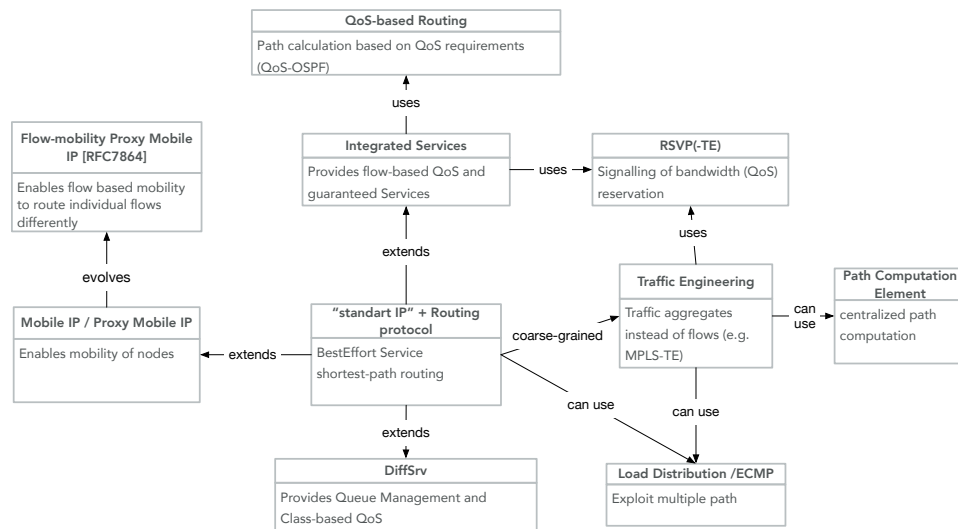 QoS-based Routing
Path calculation based on QoS requirements
(QoS-OSPF)
uses
Flow-mobility Proxy Mobile
IP [RFC7864]
Enables flow based mobility
to route individual flows
differently
Integrated Services
Provides flow-based QoS and
guaranteed Services
uses
RSVP(-TE)
Signalling of bandwidth (QoS)
reservation
uses
extends
evolves
Traffic Engineering
Traffic aggregates
instead of flows (e.g.
MPLS-TE)
Path Computation
Element
centralized path
computation
can
use
Mobile IP / Proxy Mobile IP
Enables mobility of nodes
extends
“standart IP” + Routing
protocol
BestEffort Service
shortest-path routing
coarse-grained
can use
can use
extends
DiffSrv
Provides Queue Management and
Class-based QoS
Load Distribution /ECMP
Exploit multiple path